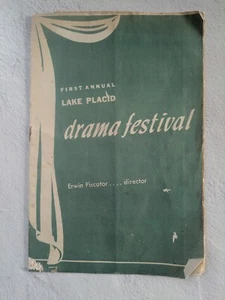 FIRST ANNUAL
LAKE PLACID
drama festival
Erwin Piscator .... director